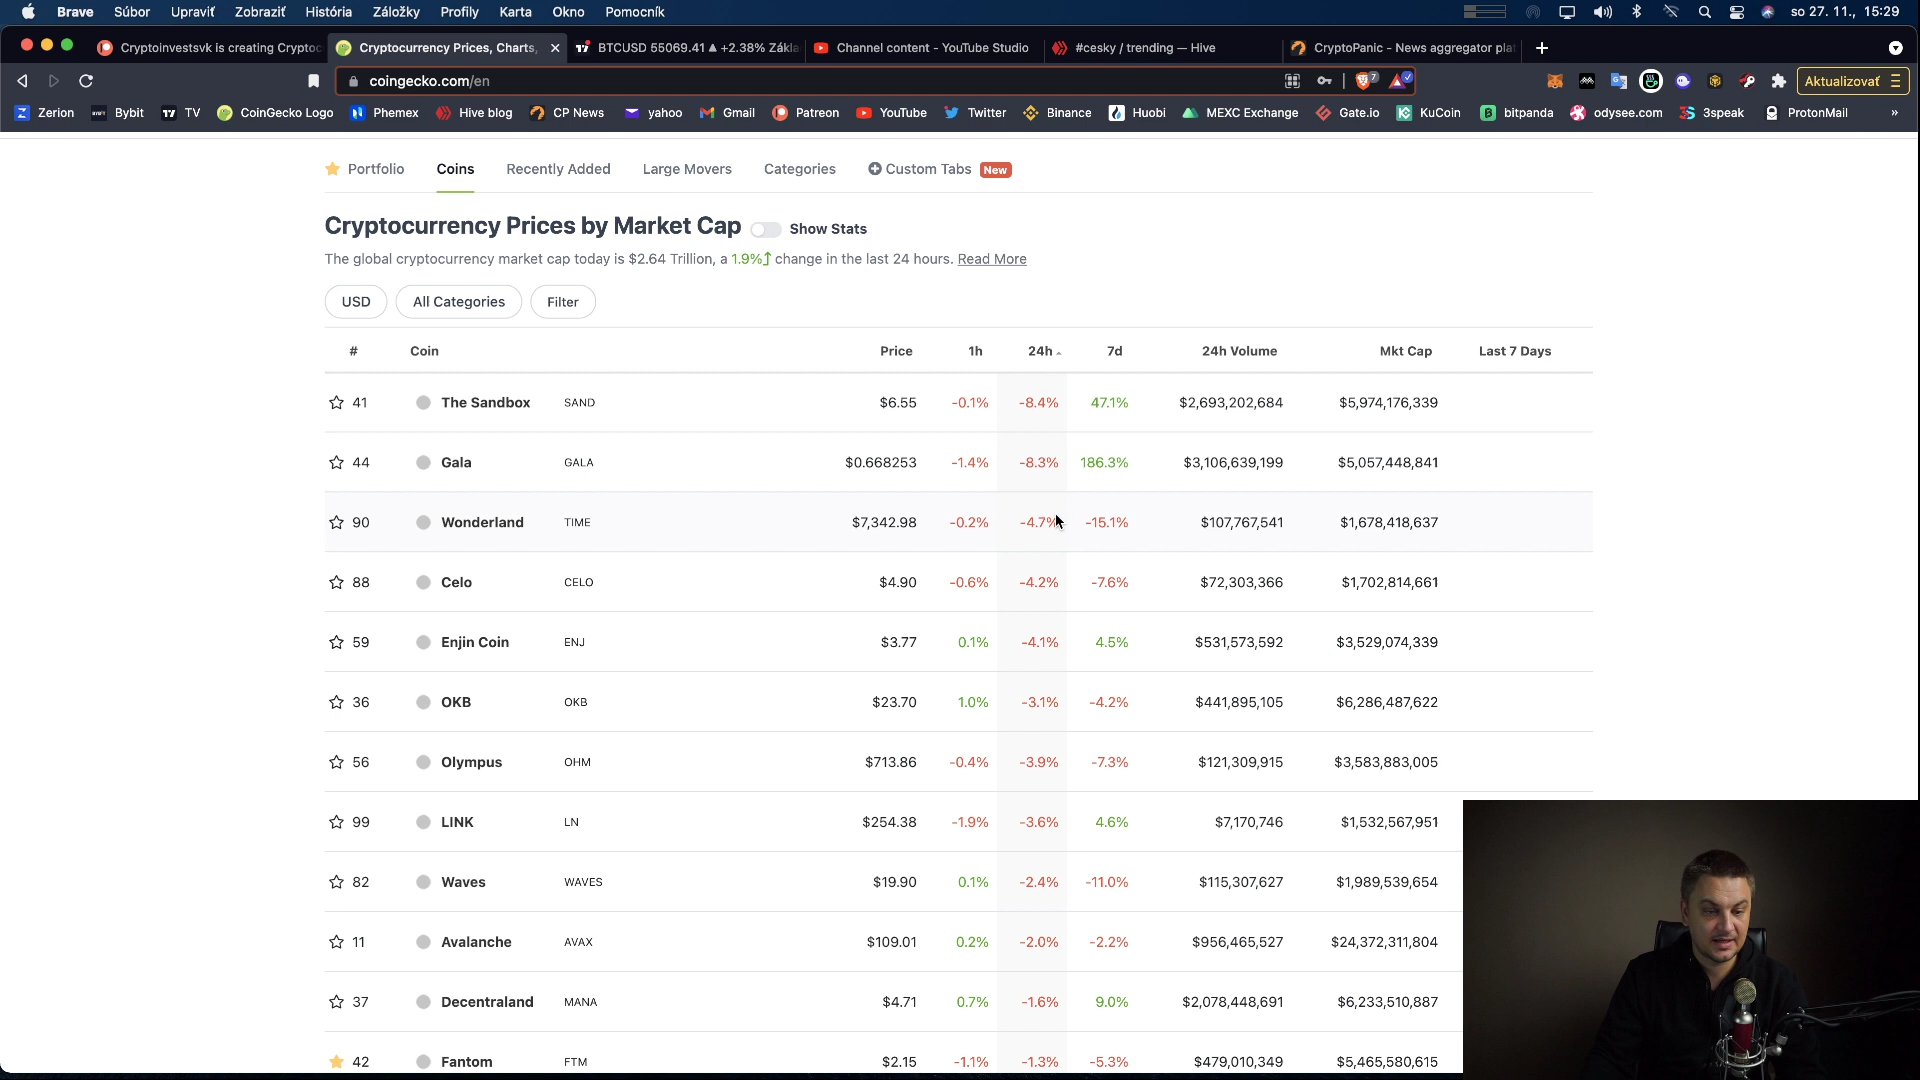 Brave Súbor Upraviť Zobraziť História Záložky Profily Karta Okno Pomocník so 27. 11., 15:29
Cryptoinvestsvk is creating Cryptoc Cryptocurrency Prices, Charts, BTCUSD 55069.41 ▲ +2.38% Zákla Channel content - YouTube Studio #cesky / trending — Hive CryptoPanic - News aggregator plat
coingecko.com/en 7 Aktualizovať
Zerion Bybit TV CoinGecko Logo Phemex Hive blog CP News yahoo Gmail Patreon YouTube Twitter Binance Huobi MEXC Exchange Gate.io KuCoin bitpanda odysee.com 3speak ProtonMail »
Portfolio Coins Recently Added Large Movers Categories Custom Tabs New
Cryptocurrency Prices by Market Cap Show Stats
The global cryptocurrency market cap today is $2.64 Trillion, a 1.9% change in the last 24 hours. Read More
USD All Categories Filter
# Coin Price 1h 24h 7d 24h Volume Mkt Cap Last 7 Days
41 The Sandbox SAND $6.55 -0.1% -8.4% 47.1% $2,693,202,684 $5,974,176,339
44 Gala GALA $0.668253 -1.4% -8.3% 186.3% $3,106,639,199 $5,057,448,841
90 Wonderland TIME $7,342.98 -0.2% -4.7% -15.1% $107,767,541 $1,678,418,637
88 Celo CELO $4.90 -0.6% -4.2% -7.6% $72,303,366 $1,702,814,661
59 Enjin Coin ENJ $3.77 0.1% -4.1% 4.5% $531,573,592 $3,529,074,339
36 OKB OKB $23.70 1.0% -3.1% -4.2% $441,895,105 $6,286,487,622
56 Olympus OHM $713.86 -0.4% -3.9% -7.3% $121,309,915 $3,583,883,005
99 LINK LN $254.38 -1.9% -3.6% 4.6% $7,170,746 $1,532,567,951
82 Waves WAVES $19.90 0.1% -2.4% -11.0% $115,307,627 $1,989,539,654
11 Avalanche AVAX $109.01 0.2% -2.0% -2.2% $956,465,527 $24,372,311,804
37 Decentraland MANA $4.71 0.7% -1.6% 9.0% $2,078,448,691 $6,233,510,887
42 Fantom FTM $2.15 -1.1% -1.3% -5.3% $479,010,349 $5,465,580,615